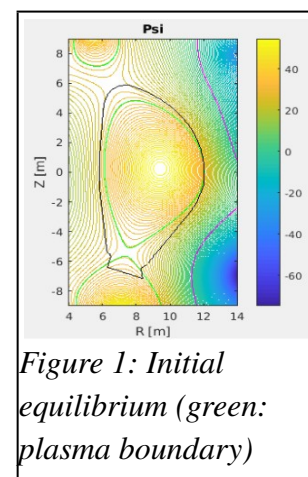 Psi
8
6
4
2
0
-2
-4
-6
-8
Z [m]
4 6 8 10 12 14
R [m]
40
20
0
-20
-40
-60
Figure 1: Initial
equilibrium (green:
plasma boundary)